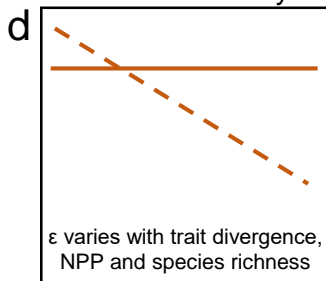 d
ε varies with trait divergence,
NPP and species richness